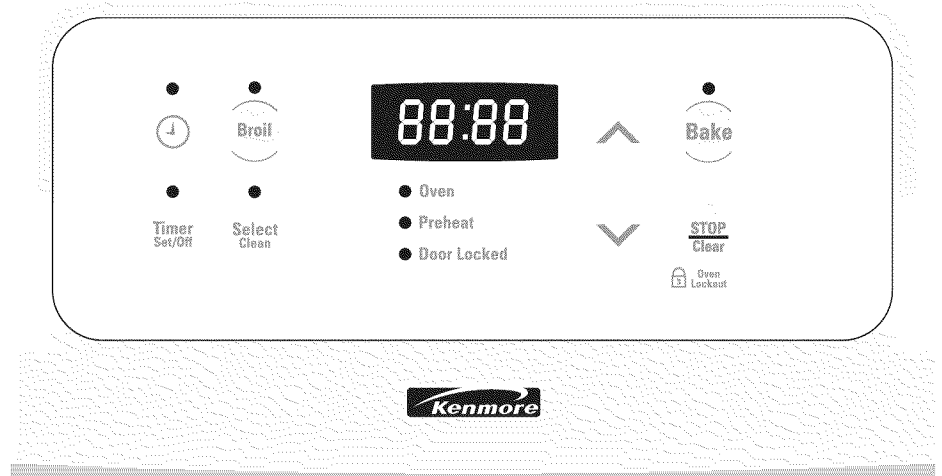 Broil
88:88
Bake
Oven
Preheat
Door Locked
Timer
Set/Off
Select
Clean
STOP
Clear
Oven
Lockout
Kenmore